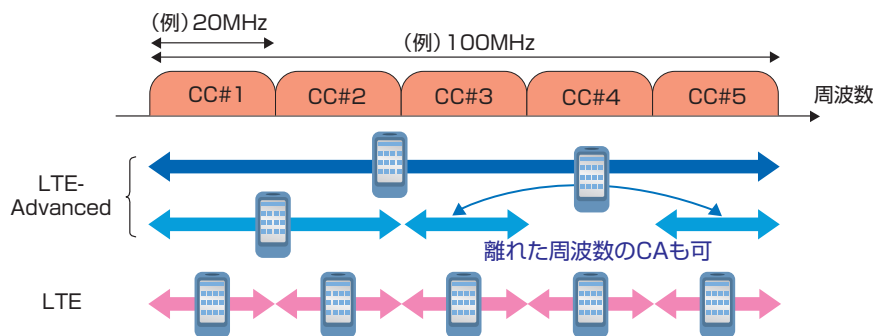 (例)20MHz
(例)100MHz
CC#1 CC#2 CC#3 CC#4 CC#5
周波数
LTE-
Advanced
離れた周波数のCAも可
LTE